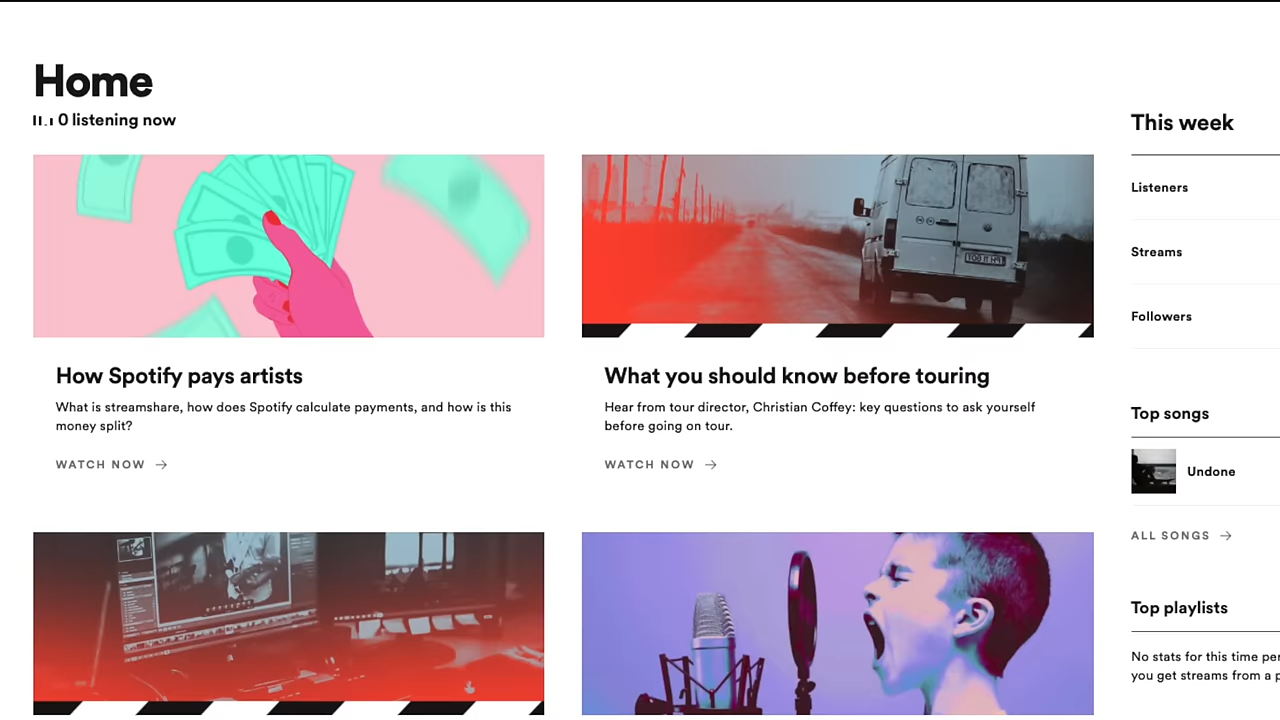 Home
0 listening now
How Spotify pays artists
What is streamshare, how does Spotify calculate payments, and how is this
money split?
WATCH NOW
What you should know before touring
Hear from tour director, Christian Coffey: key questions to ask yourself
before going on tour.
WATCH NOW
This week
Listeners
Streams
Followers
Top songs
Undone
ALL SONGS
Top playlists
No stats for this time
you get streams from a